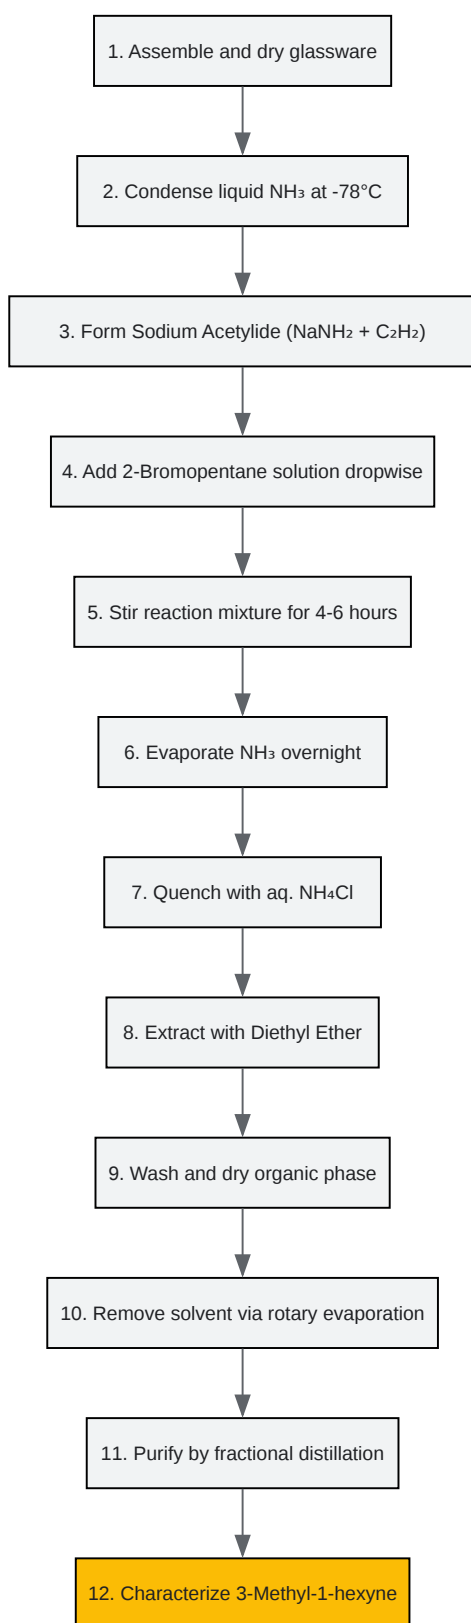 1. Assemble and dry glassware
2. Condense liquid NH₃ at -78°C
3. Form Sodium Acetylide (NaNH₂ + C₂H₂)
4. Add 2-Bromopentane solution dropwise
5. Stir reaction mixture for 4-6 hours
6. Evaporate NH₃ overnight
7. Quench with aq. NH₄Cl
8. Extract with Diethyl Ether
9. Wash and dry organic phase
10. Remove solvent via rotary evaporation
11. Purify by fractional distillation
12. Characterize 3-Methyl-1-hexyne